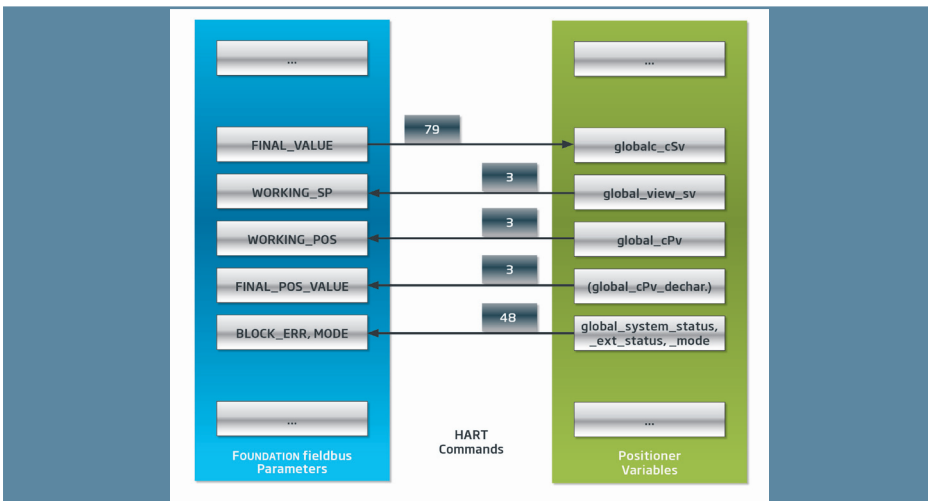 ...
...
79
FINAL_VALUE
globalc_cSv
3
WORKING_SP
global_view_sv
3
WORKING_POS
global_cPv
3
FINAL_POS_VALUE
(global_cPv_dechar.)
48
BLOCK_ERR, MODE
global_system_status,
_ext_status, _mode
...
...
HART
Commands
FOUNDATION fieldbus
Parameters
Positioner
Variables